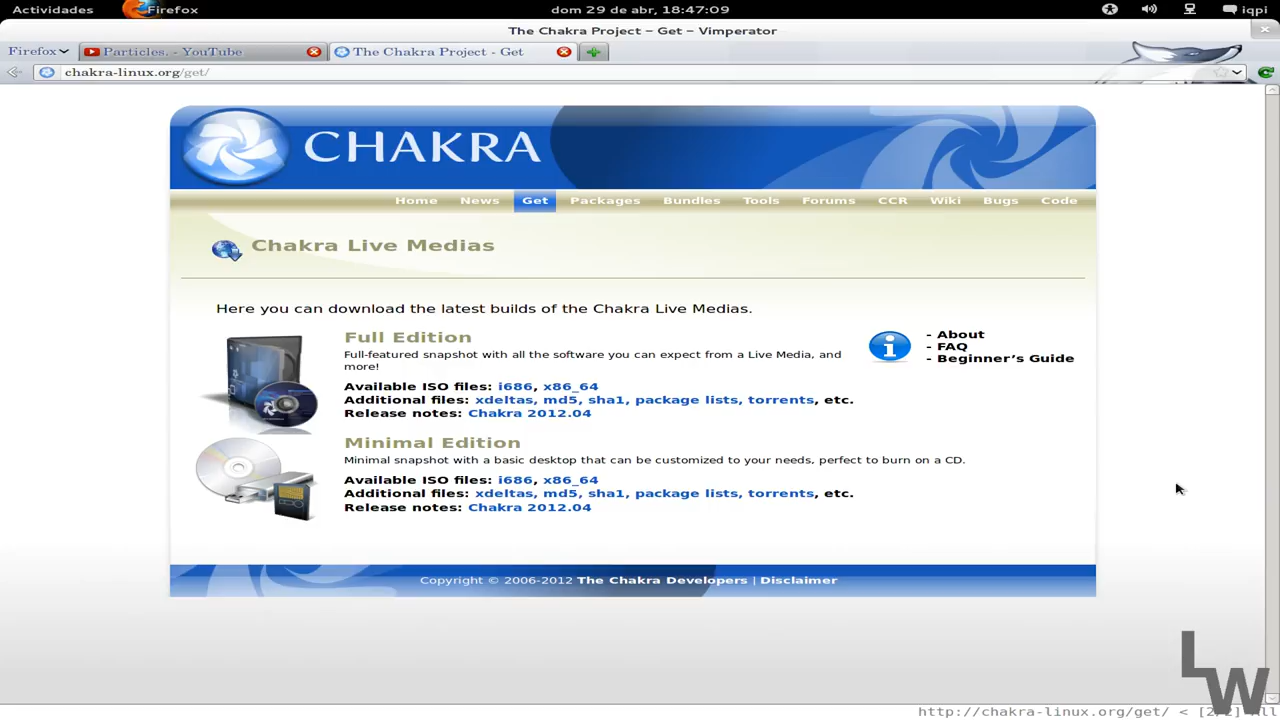 Actividades
Firefox
dom 29 de abr, 18:47:09
iqpi
The Chakra Project – Get – Vimperator
Firefox
Particles. - YouTube
The Chakra Project - Get
chakra-linux.org/get/
CHAKRA
Home
News
Get
Packages
Bundles
Tools
Forums
CCR
Wiki
Bugs
Code
Chakra Live Medias
Here you can download the latest builds of the Chakra Live Medias.
Full Edition
Full-featured snapshot with all the software you can expect from a Live Media, and
more!
Available ISO files: i686, x86_64
Additional files: xdeltas, md5, sha1, package lists, torrents, etc.
Release notes: Chakra 2012.04
- About
- FAQ
- Beginner’s Guide
Minimal Edition
Minimal snapshot with a basic desktop that can be customized to your needs, perfect to burn on a CD.
Available ISO files: i686, x86_64
Additional files: xdeltas, md5, sha1, package lists, torrents, etc.
Release notes: Chakra 2012.04
Copyright © 2006-2012 The Chakra Developers | Disclaimer
LW
http://chakra-linux.org/get/ < [2/2] All